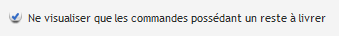 Ne visualiser que les commandes possédant un reste à livrer